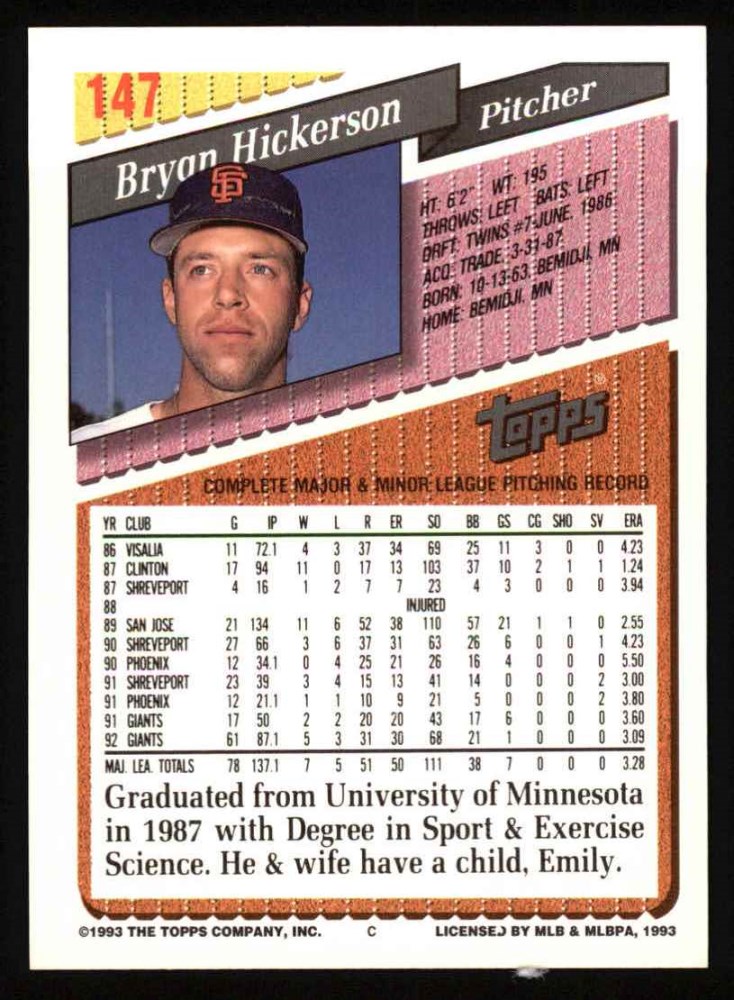 147
Bryan Hickerson
Pitcher
SF
HT: 6'2" WT: 195
THROWS: LEFT BATS: LEFT
DRFT: TWINS #7-JUNE, 1986
ACQ: TRADE, 3-31-87
BORN: 10-13-63, BEMIDJI, MN
HOME: BEMIDJI, MN
topps®
COMPLETE MAJOR & MINOR LEAGUE PITCHING RECORD
YR CLUB G IP W L R ER SO BB GS CG SHO SV ERA
86 VISALIA 11 72.1 4 3 37 34 69 25 11 3 0 0 4.23
87 CLINTON 17 94 11 0 17 13 103 37 10 2 1 1 1.24
87 SHREVEPORT 4 16 1 2 7 7 23 4 3 0 0 0 3.94
88 INJURED
89 SAN JOSE 21 134 11 6 52 38 110 57 21 1 1 0 2.55
90 SHREVEPORT 27 66 3 6 37 31 63 26 6 0 0 1 4.23
90 PHOENIX 12 34.1 0 4 25 21 26 16 4 0 0 0 5.50
91 SHREVEPORT 23 39 3 4 15 13 41 14 0 0 0 2 3.00
91 PHOENIX 12 21.1 1 1 10 9 21 5 0 0 0 2 3.80
91 GIANTS 17 50 2 2 20 20 43 17 6 0 0 0 3.60
92 GIANTS 61 87.1 5 3 31 30 68 21 1 0 0 0 3.09
MAJ. LEA. TOTALS 78 137.1 7 5 51 50 111 38 7 0 0 0 3.28
Graduated from University of Minnesota
in 1987 with Degree in Sport & Exercise
Science. He & wife have a child, Emily.
©1993 THE TOPPS COMPANY, INC. C LICENSED BY MLB & MLBPA, 1993